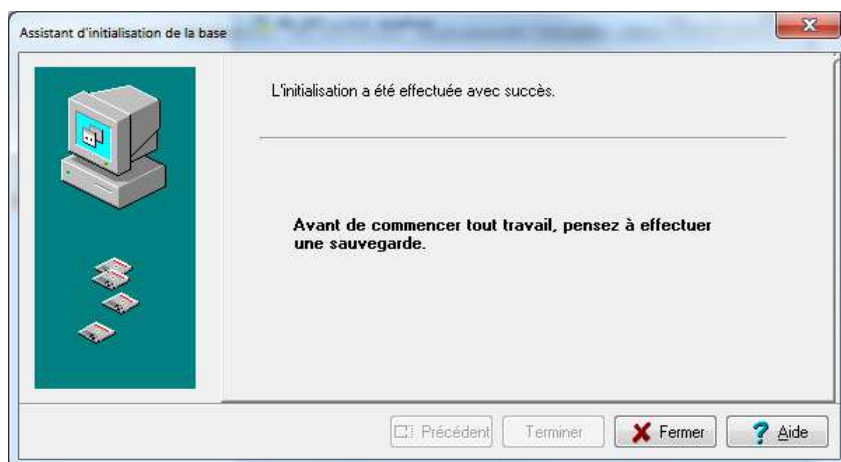 Assistant d'initialisation de la base
L'initialisation a été effectuée avec succès.
Avant de commencer tout travail, pensez à effectuer
une sauvegarde.
Précédent
Terminer
Fermer
Aide